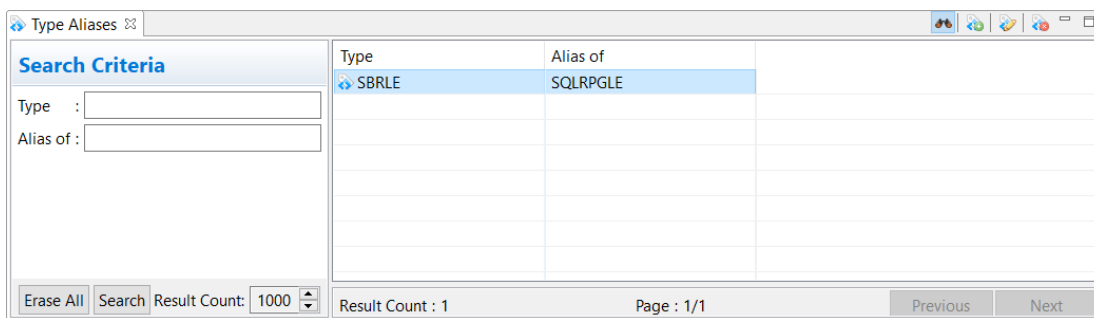 Type Aliases
Search Criteria
Type :
Alias of :
Erase All Search Result Count: 1000
Type Alias of
SBRLE SQLRPGLE
Result Count : 1 Page : 1/1 Previous Next